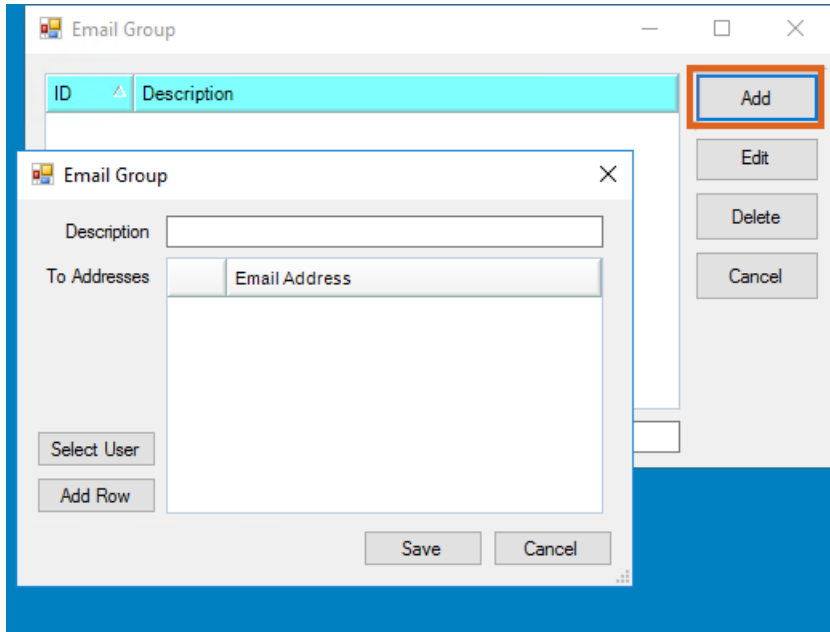 Email Group
ID Description
Add
Edit
Delete
Cancel
Email Group
Description
To Addresses
Email Address
Select User
Add Row
Save
Cancel